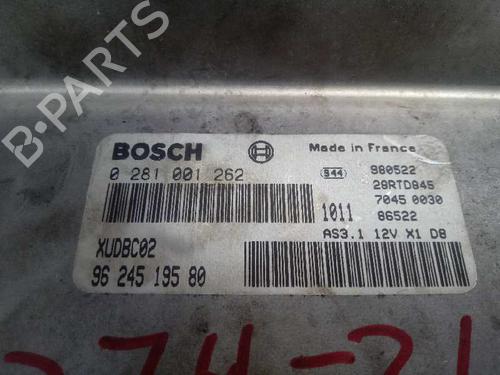 B-PARTS
BOSCH Made in France
0 281 001 262 S44 980522
28RTD845
7045 0030
1011 86522
XUDBC02 AS3.1 12V X1 D8
96 245 195 80